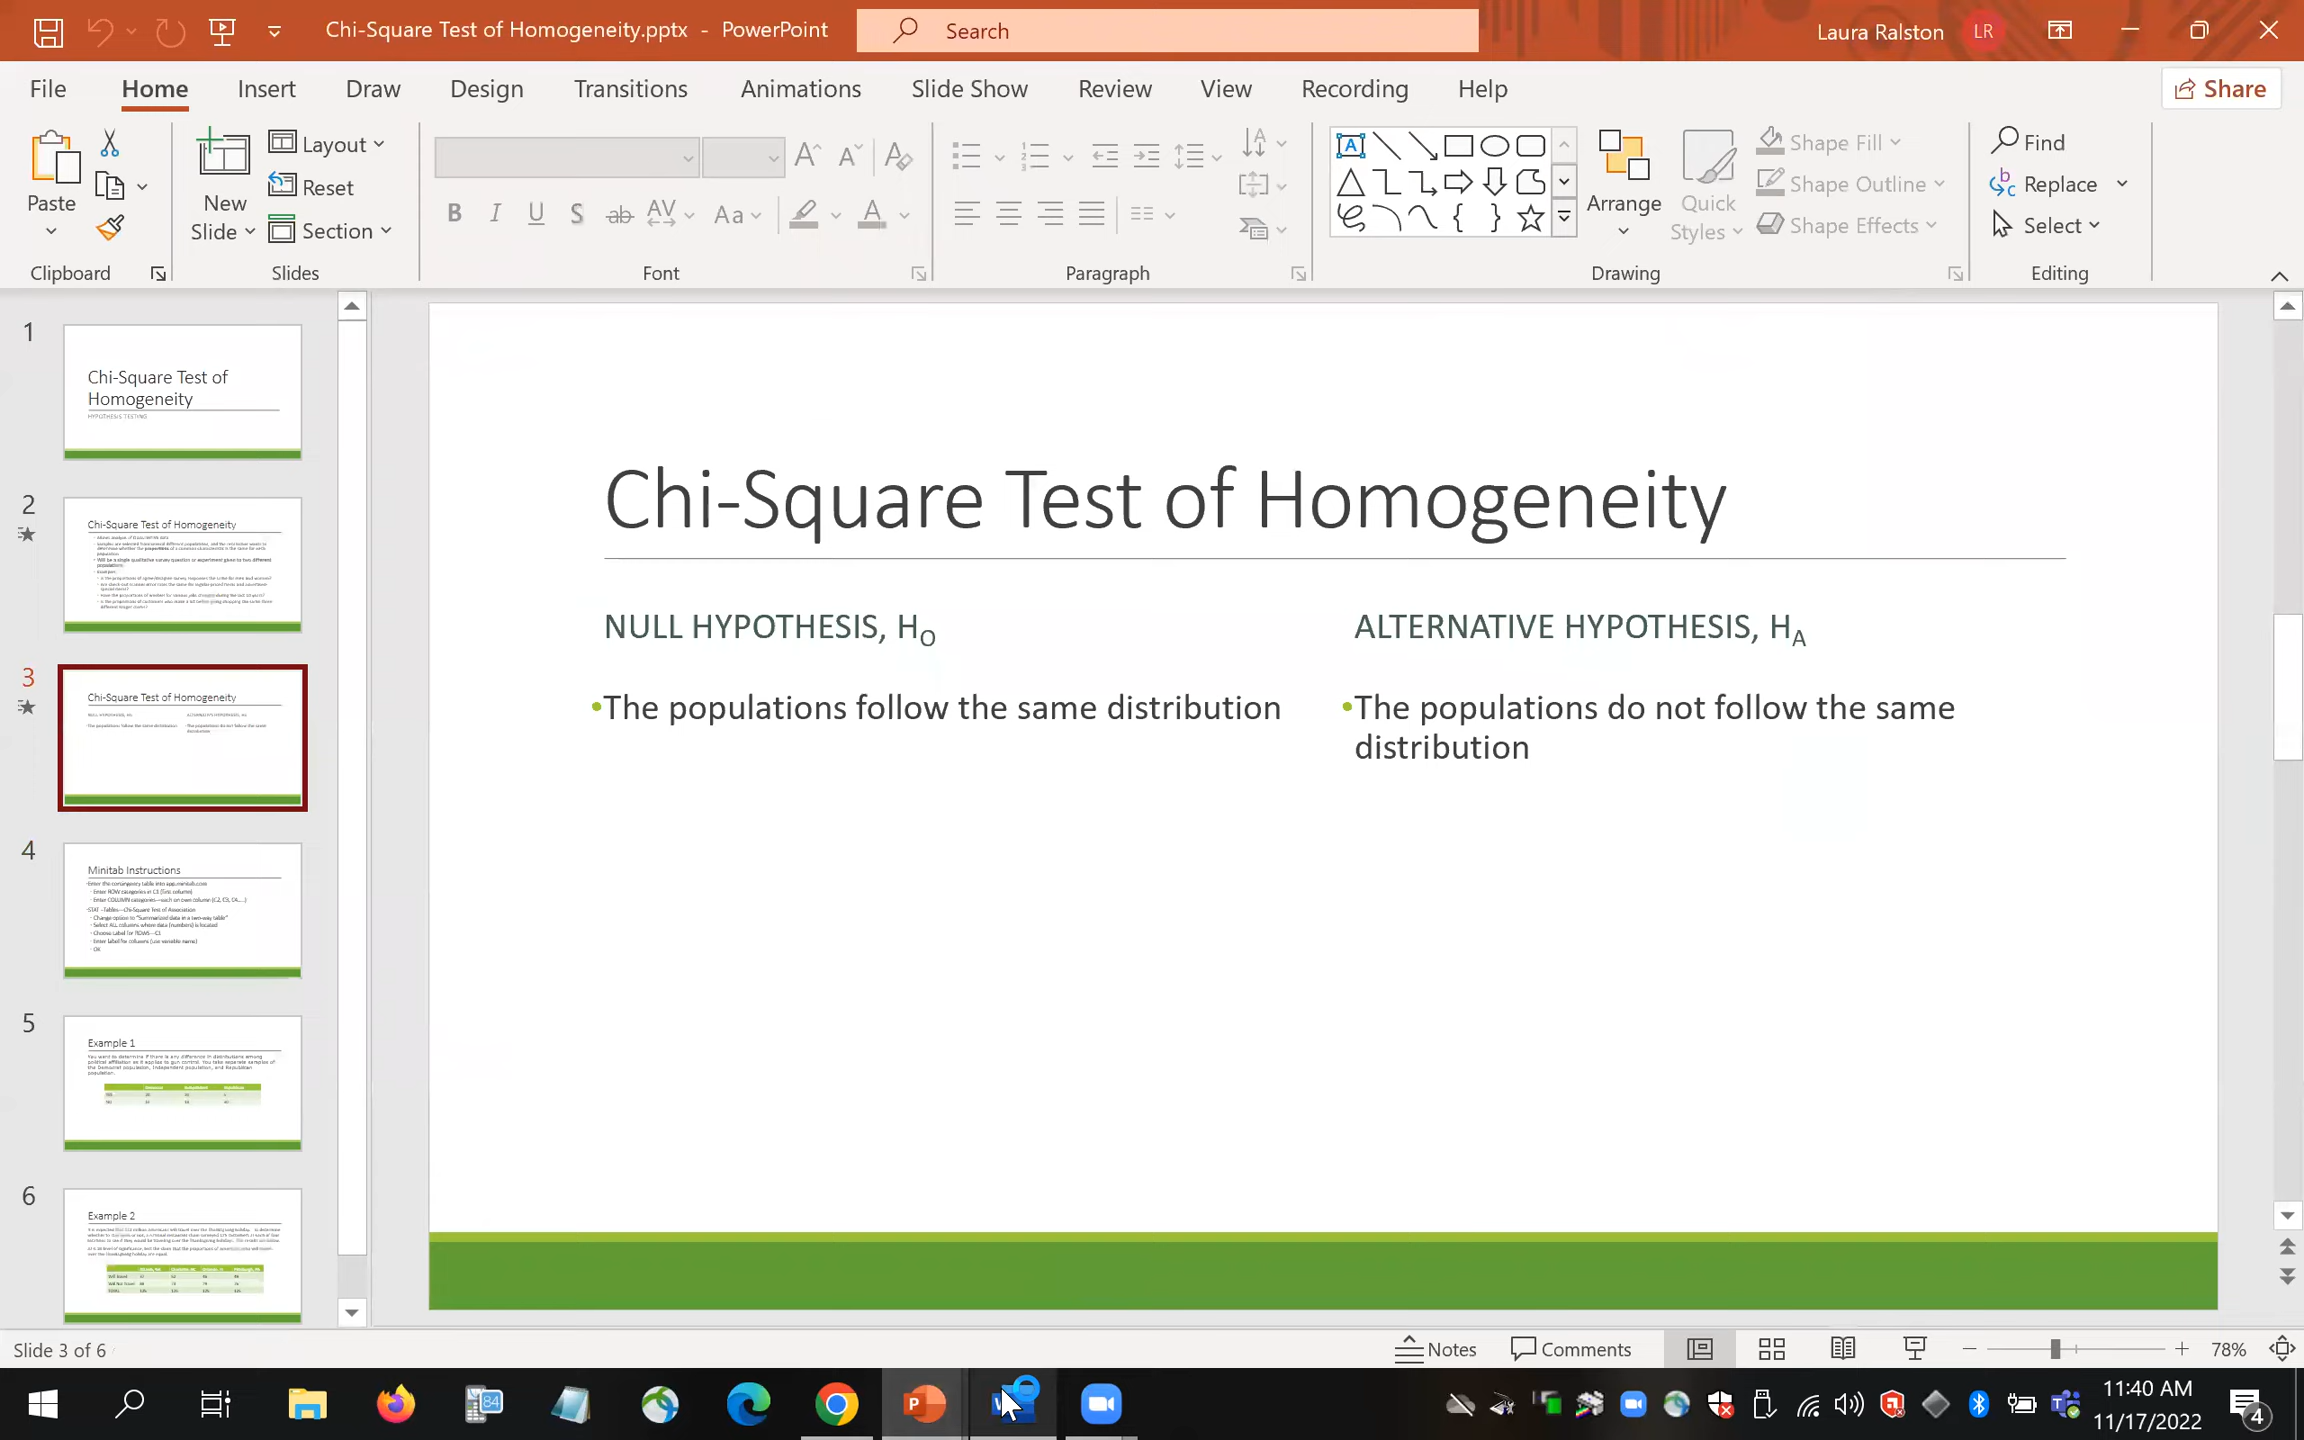 Chi-Square Test of Homogeneity.pptx - PowerPoint
Search
Laura Ralston LR
File Home Insert Draw Design Transitions Animations Slide Show Review View Recording Help Share
Paste
Clipboard
New Slide
Layout
Reset
Section
Slides
Font
Paragraph
Arrange
Quick Styles
Shape Fill
Shape Outline
Shape Effects
Drawing
Find
Replace
Select
Editing
1
Chi-Square Test of
Homogeneity
HYPOTHESIS TESTING
2
Chi-Square Test of Homogeneity
3
Chi-Square Test of Homogeneity
4
Minitab Instructions
5
Example 1
6
Example 2
Chi-Square Test of Homogeneity
NULL HYPOTHESIS, HO
•The populations follow the same distribution
ALTERNATIVE HYPOTHESIS, HA
•The populations do not follow the same
distribution
Slide 3 of 6
Notes Comments 78%
11:40 AM
11/17/2022
4